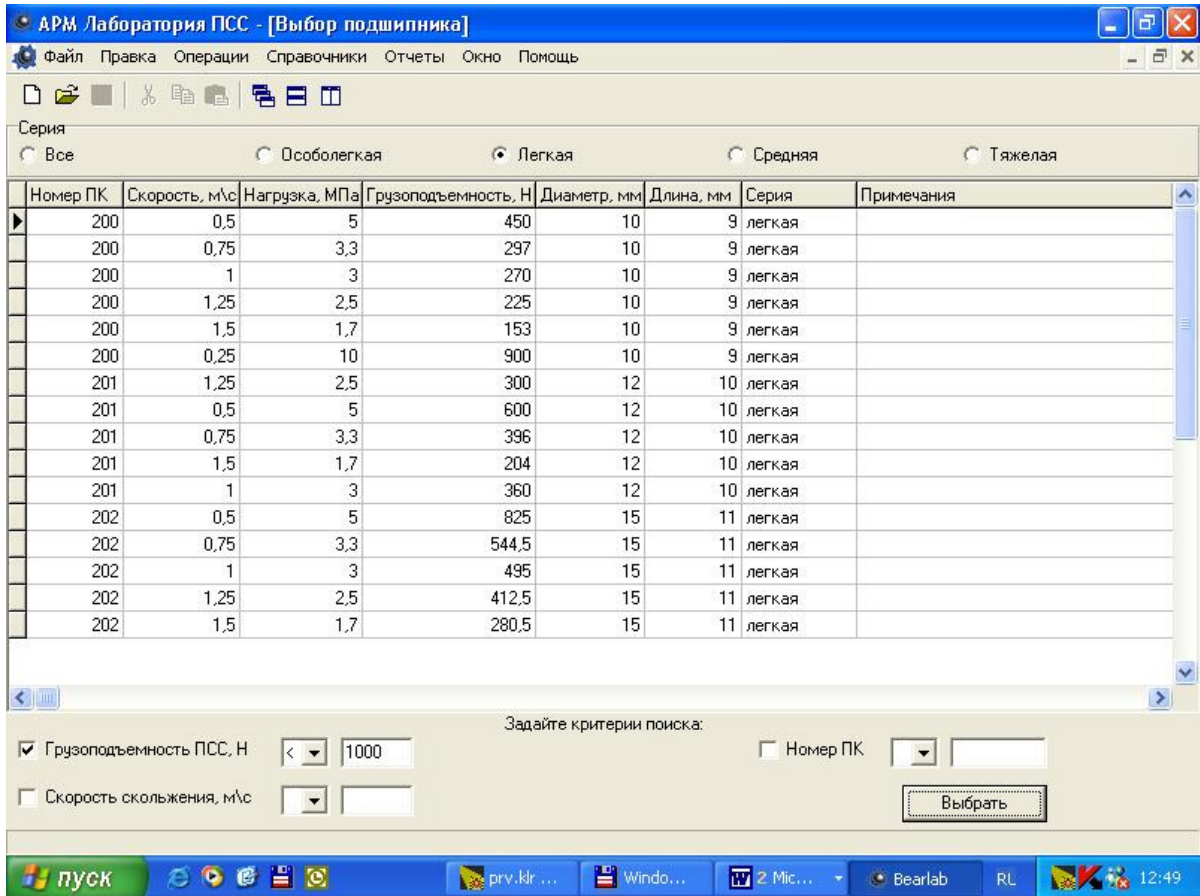 АРМ Лаборатория ПСС - [Выбор подшипника]
Файл Правка Операции Справочники Отчеты Окно Помощь
Серия
Все Особолегкая Легкая Средняя Тяжелая
Номер ПК Скорость, м\с Нагрузка, МПа Грузоподъемность, Н Диаметр, мм Длина, мм Серия Примечания
200 0,5 5 450 10 9 легкая
200 0,75 3,3 297 10 9 легкая
200 1 3 270 10 9 легкая
200 1,25 2,5 225 10 9 легкая
200 1,5 1,7 153 10 9 легкая
200 0,25 10 900 10 9 легкая
201 1,25 2,5 300 12 10 легкая
201 0,5 5 600 12 10 легкая
201 0,75 3,3 396 12 10 легкая
201 1,5 1,7 204 12 10 легкая
201 1 3 360 12 10 легкая
202 0,5 5 825 15 11 легкая
202 0,75 3,3 544,5 15 11 легкая
202 1 3 495 15 11 легкая
202 1,25 2,5 412,5 15 11 легкая
202 1,5 1,7 280,5 15 11 легкая
Задайте критерии поиска:
Грузоподъемность ПСС, Н < 1000 Номер ПК
Скорость скольжения, м\с Выбрать
пуск prv.klr ... Windo... 2 Mic... Bearlab RL 12:49